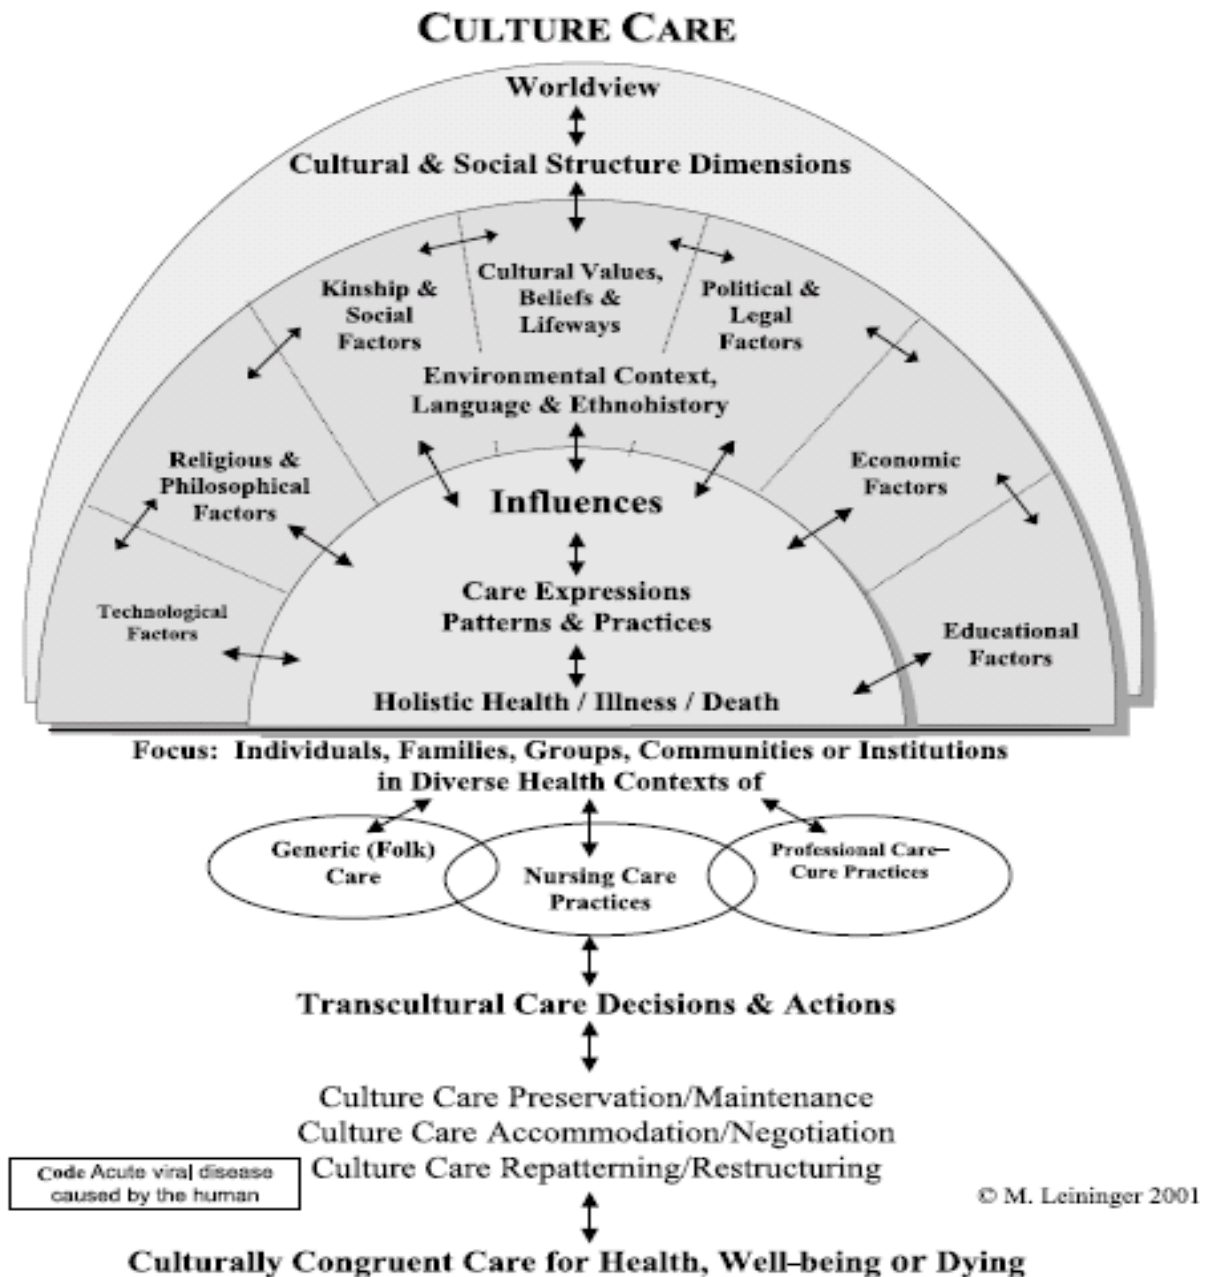 CULTURE CARE
Worldview
Cultural & Social Structure Dimensions
Kinship &
Social
Factors
Cultural Values,
Beliefs &
Lifeways
Political &
Legal
Factors
Environmental Context,
Language & Ethnohistory
Religious &
Philosophical
Factors
Economic
Factors
Technological
Factors
Educational
Factors
Influences
Care Expressions
Patterns & Practices
Holistic Health / Illness / Death
Focus: Individuals, Families, Groups, Communities or Institutions
in Diverse Health Contexts of
Generic (Folk)
Care
Nursing Care
Practices
Professional Care–
Cure Practices
Transcultural Care Decisions & Actions
Culture Care Preservation/Maintenance
Culture Care Accommodation/Negotiation
Culture Care Repatterning/Restructuring
Code Acute viral disease
caused by the human
© M. Leininger 2001
Culturally Congruent Care for Health, Well-being or Dying